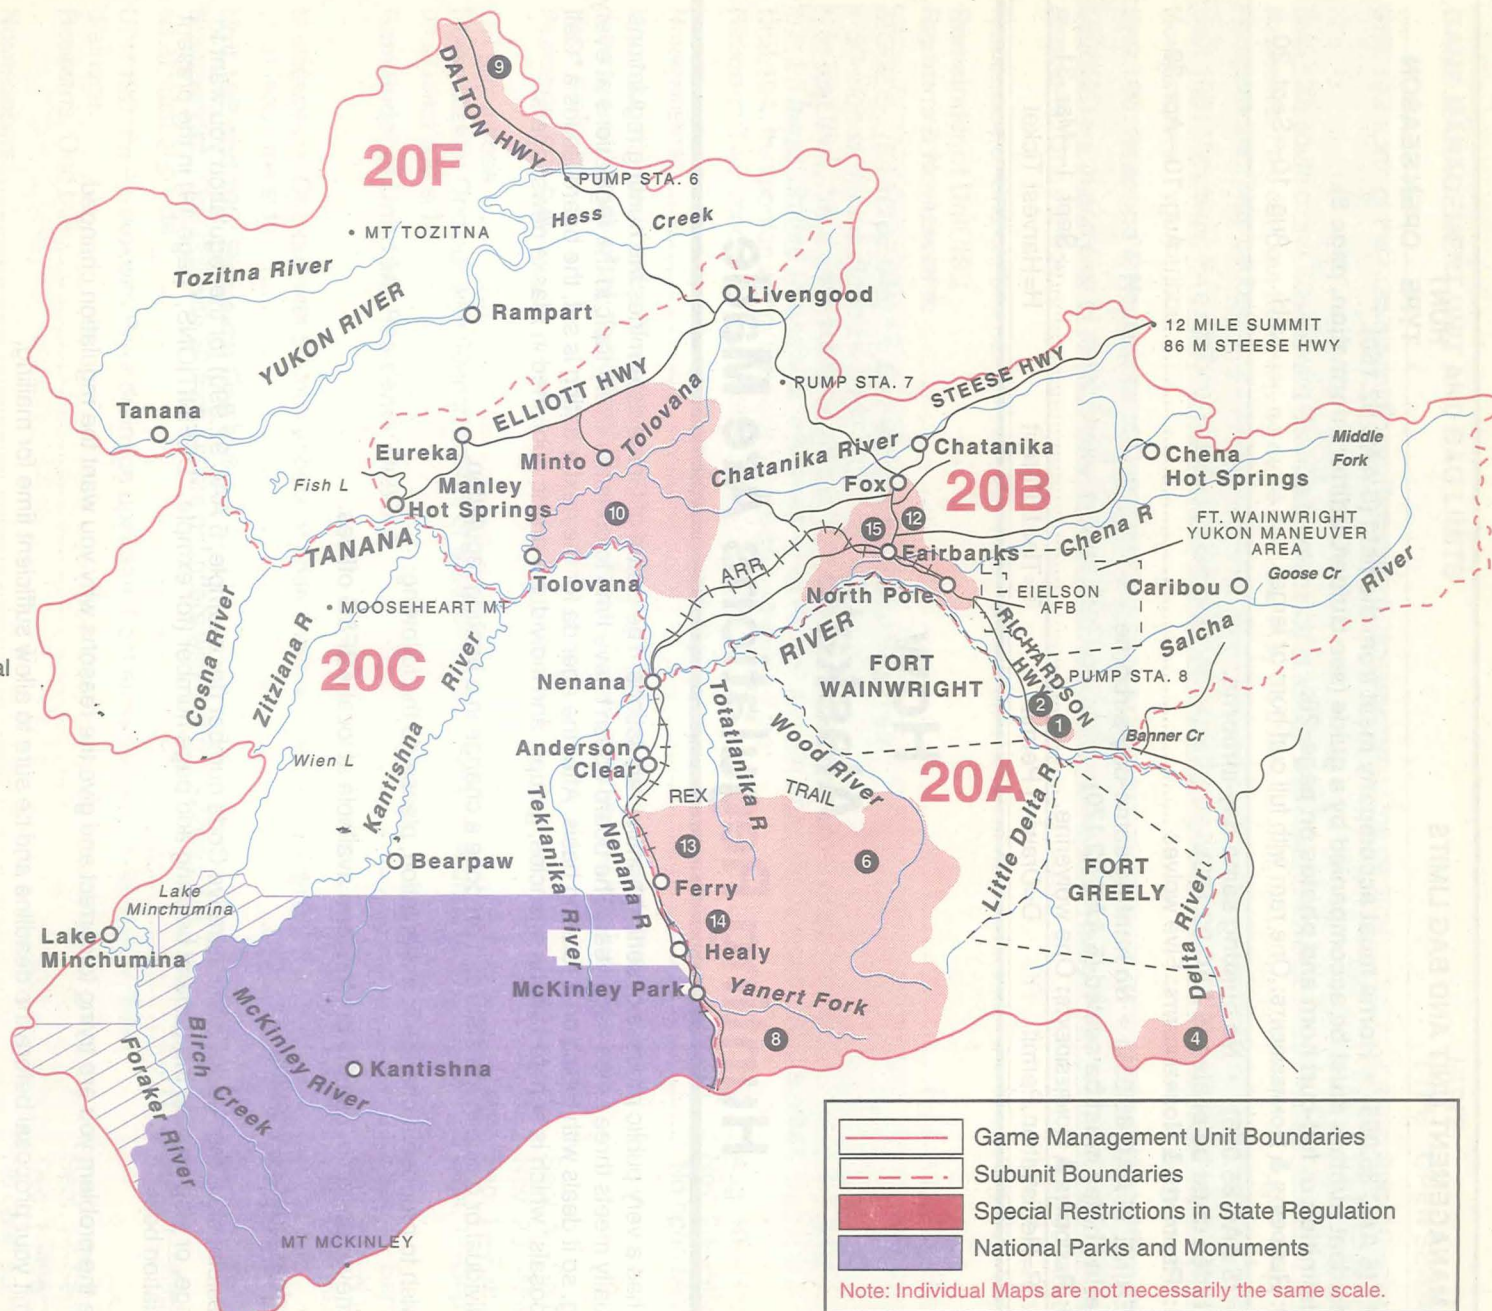 9
DALTON HWY
20F
PUMP STA. 6
MT TOZITNA
Hess Creek
Tozitna River
Livengood
Rampart
YUKON RIVER
12 MILE SUMMIT
86 M STEESE HWY
PUMP STA. 7
STEESE HWY
ELLIOTT HWY
Tanana
Tolovana
Eureka
Minto
Chatanika River
Chatanika
Middle
Fork
Chena
Hot Springs
Fox
20B
Fish L
Manley
Hot Springs
10
15
12
FT. WAINWRIGHT
YUKON MANEUVER
AREA
Chena R
TANANA
Tolovana
ARR
Fairbanks
Goose Cr
River
Caribou
North Pole
EIELSON
AFB
MOOSEHEART MT
Cosna River
Zitziana R
20C
River
RIVER
RICHARDSON
HWY
Salcha
al
FORT
WAINWRIGHT
PUMP STA. 8
Nenana
Totatlanika R
2
1
Wood River
Banner Cr
Kantishna
Wien L
Anderson
Clear
20A
REX
TRAIL
Teklanika River
Nenana R
13
6
Little Delta R
FORT
GREELY
Bearpaw
Ferry
Lake
Minchumina
14
Delta River
Lake
Minchumina
Healy
McKinley Park
Yanert Fork
McKinley River
Birch Creek
8
4
Foraker River
Kantishna
MT MCKINLEY
Game Management Unit Boundaries
Subunit Boundaries
Special Restrictions in State Regulation
National Parks and Monuments
Note: Individual Maps are not necessarily the same scale.